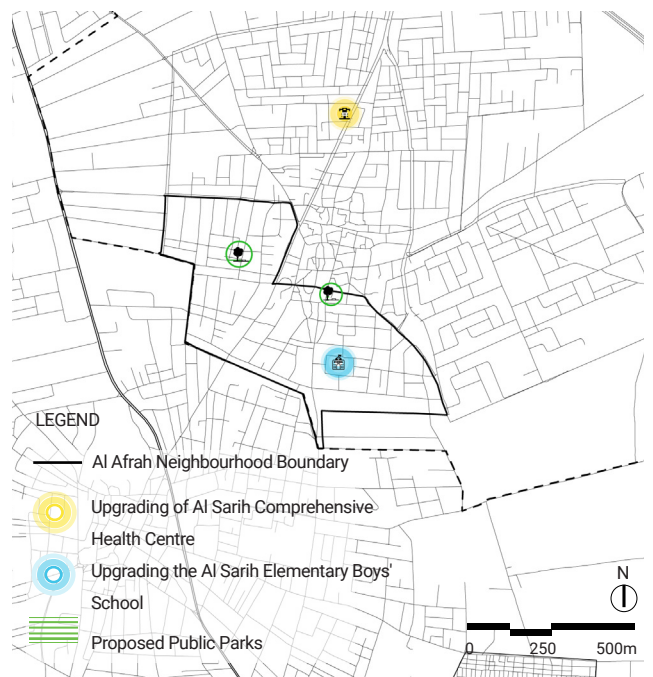 LEGEND
Al Afrah Neighbourhood Boundary
Upgrading of Al Sarih Comprehensive
Health Centre
Upgrading the Al Sarih Elementary Boys'
School
Proposed Public Parks
N
0 250 500m